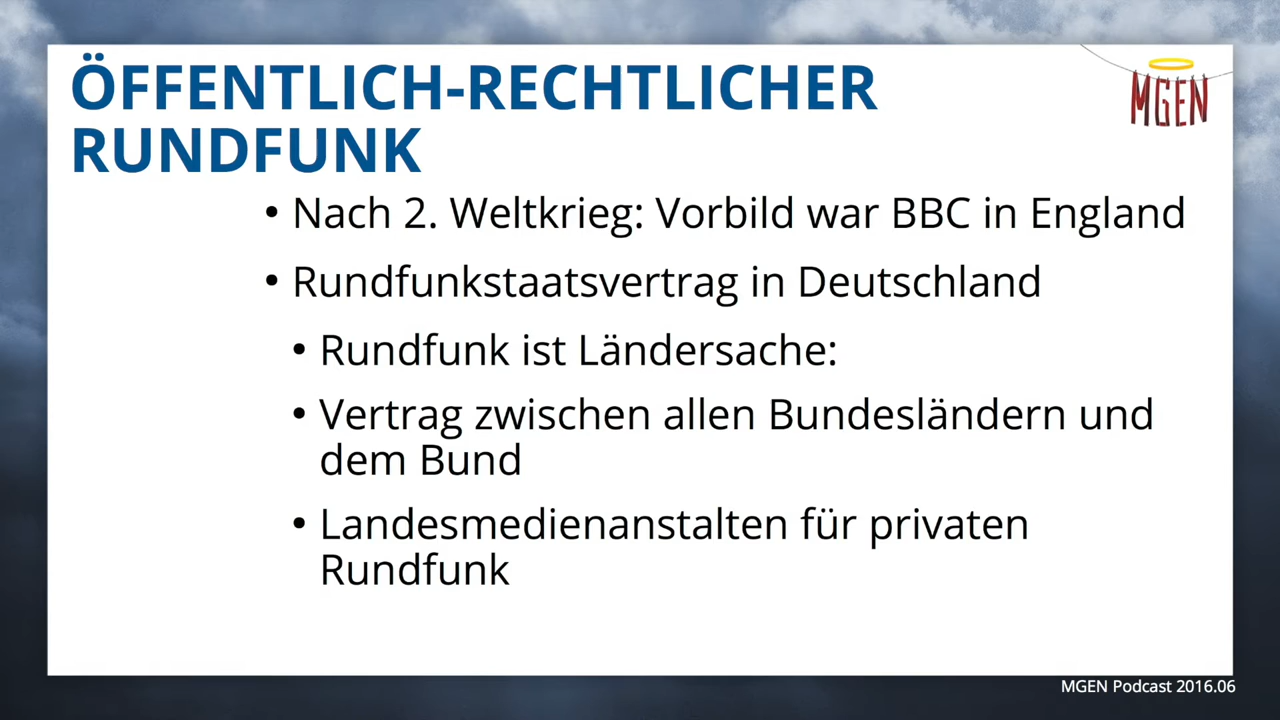 ÖFFENTLICH-RECHTLICHER
RUNDFUNK
MGEN
• Nach 2. Weltkrieg: Vorbild war BBC in England
• Rundfunkstaatsvertrag in Deutschland
• Rundfunk ist Ländersache:
• Vertrag zwischen allen Bundesländern und
dem Bund
• Landesmedienanstalten für privaten
Rundfunk
MGEN Podcast 2016.06